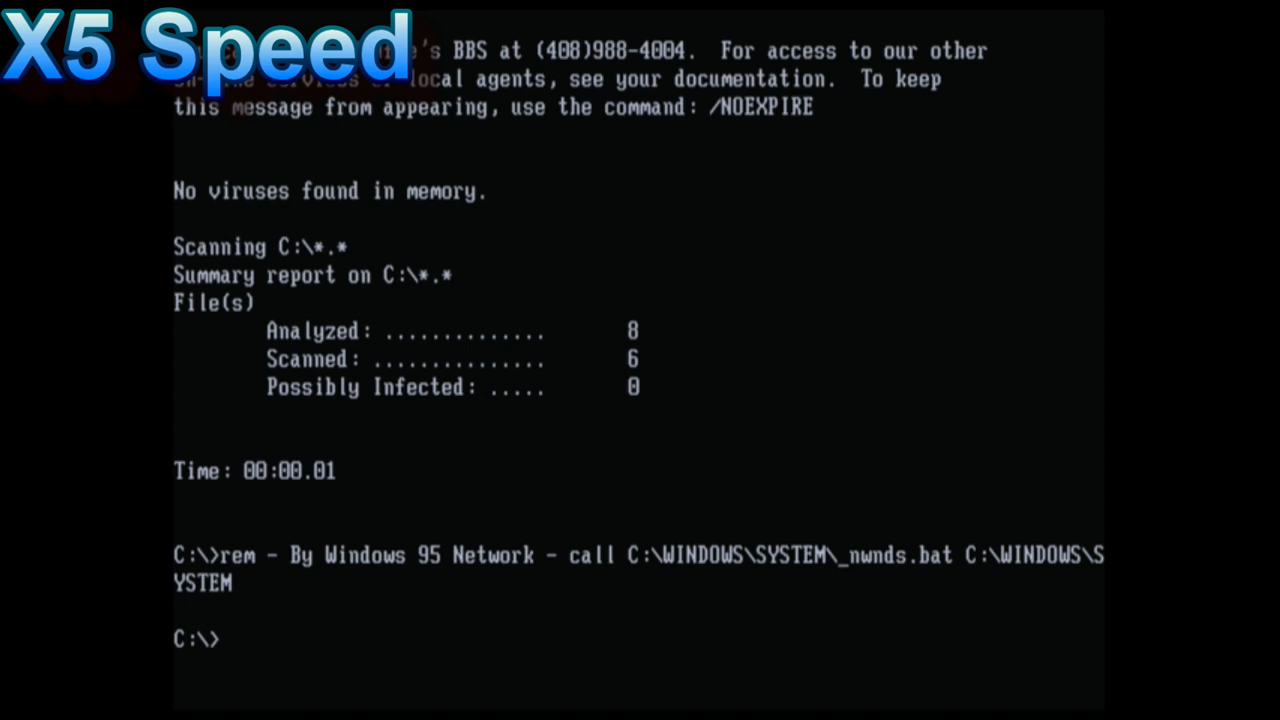 X5 Speed
's BBS at (408)988-4004.  For access to our other
local agents, see your documentation.  To keep
this message from appearing, use the command: /NOEXPIRE
No viruses found in memory.
Scanning C:\*.*
Summary report on C:\*.*
File(s)
Analyzed: .............. 8
Scanned: ............... 6
Possibly Infected: ..... 0
Time: 00:00.01
C:\>rem - By Windows 95 Network - call C:\WINDOWS\SYSTEM\_nwnds.bat C:\WINDOWS\S
YSTEM
C:\>